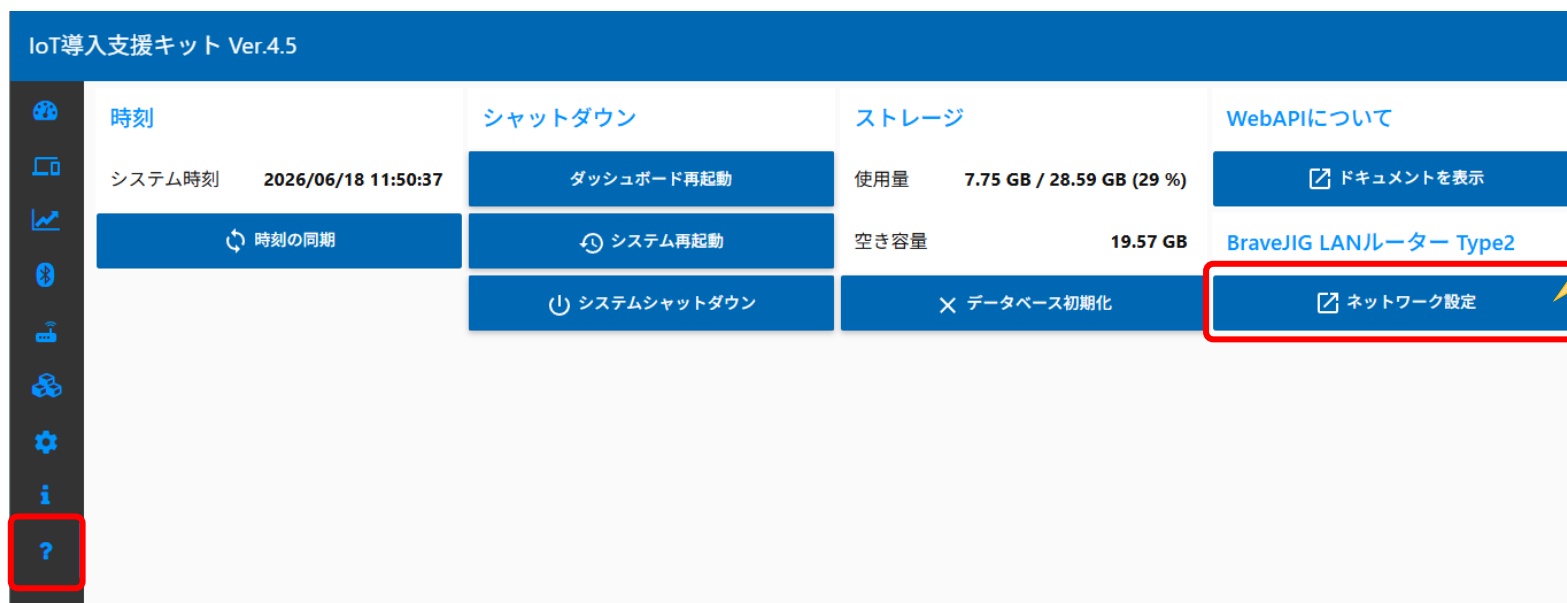 IoT導入支援キット Ver.4.5
時刻
システム時刻 2026/06/18 11:50:37
時刻の同期
シャットダウン
ダッシュボード再起動
システム再起動
システムシャットダウン
ストレージ
使用量 7.75 GB / 28.59 GB (29 %)
空き容量 19.57 GB
データベース初期化
WebAPIについて
ドキュメントを表示
BraveJIG LANルーター Type2
ネットワーク設定
?